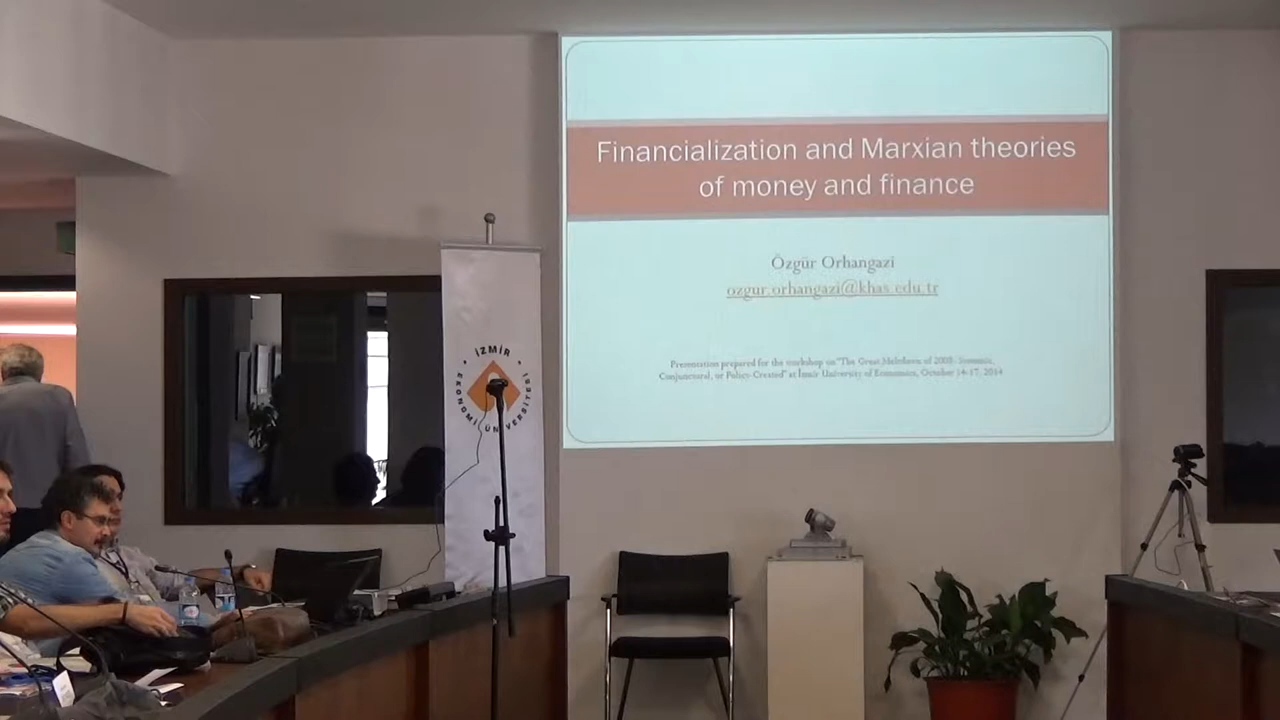 Financialization and Marxian theories
of money and finance
Özgür Orhangazi
ozgur.orhangazi@khas.edu.tr
Presentation prepared for the workshop on "The Great Meltdown of 2008: Systemic,
Conjunctural, or Policy-Created" at Izmir University of Economics, October 14-17, 2014
İZMİR
EKONOMİ ÜNİVERSİTESİ